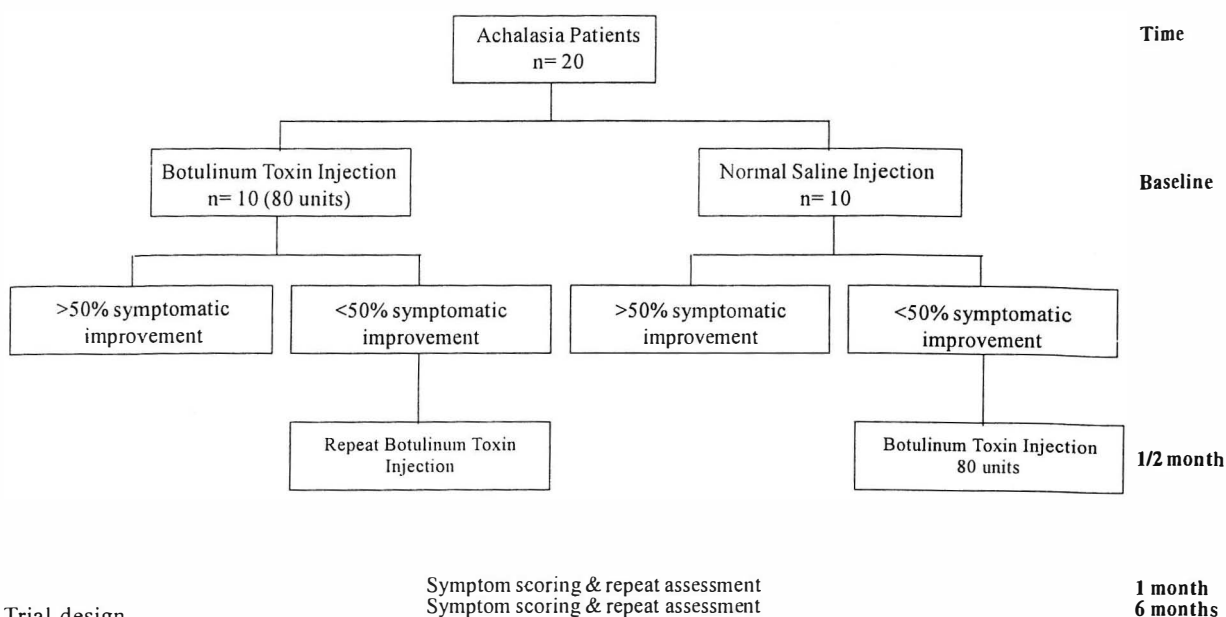 Achalasia Patients
n= 20
Time
Botulinum Toxin Injection
n= 10 (80 units)
Normal Saline Injection
n= 10
Baseline
>50% symptomatic
improvement
<50% symptomatic
improvement
>50% symptomatic
improvement
<50% symptomatic
improvement
Repeat Botulinum Toxin
Injection
Botulinum Toxin Injection
80 units
1/2 month
Symptom scoring & repeat assessment
1 month
Symptom scoring & repeat assessment
6 months
Trial design